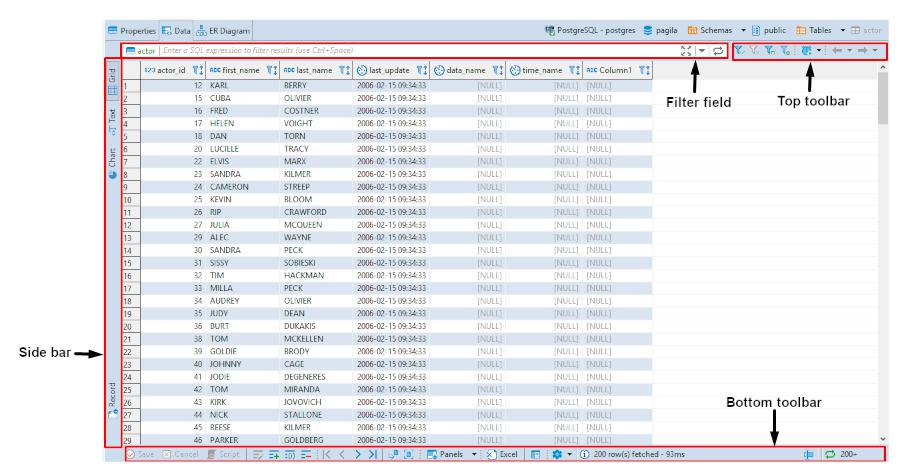 Properties Data ER Diagram PostgreSQL - postgres pagila Schemas public Tables actor
actor Enter a SQL expression to filter results (use Ctrl+Space)
Filter field
Top toolbar
Grid
Text
Chart
Record
Side bar
123 actor_id ABC first_name ABC last_name last_update data_name time_name ABC Column1
1 12 KARL BERRY 2006-02-15 09:34:33 [NULL] [NULL] [NULL]
2 15 CUBA OLIVIER 2006-02-15 09:34:33 [NULL] [NULL] [NULL]
3 16 FRED COSTNER 2006-02-15 09:34:33 [NULL] [NULL] [NULL]
4 17 HELEN VOIGHT 2006-02-15 09:34:33 [NULL] [NULL] [NULL]
5 18 DAN TORN 2006-02-15 09:34:33 [NULL] [NULL] [NULL]
6 20 LUCILLE TRACY 2006-02-15 09:34:33 [NULL] [NULL] [NULL]
7 22 ELVIS MARX 2006-02-15 09:34:33 [NULL] [NULL] [NULL]
8 23 SANDRA KILMER 2006-02-15 09:34:33 [NULL] [NULL] [NULL]
9 24 CAMERON STREEP 2006-02-15 09:34:33 [NULL] [NULL] [NULL]
10 25 KEVIN BLOOM 2006-02-15 09:34:33 [NULL] [NULL] [NULL]
11 26 RIP CRAWFORD 2006-02-15 09:34:33 [NULL] [NULL] [NULL]
12 27 JULIA MCQUEEN 2006-02-15 09:34:33 [NULL] [NULL] [NULL]
13 29 ALEC WAYNE 2006-02-15 09:34:33 [NULL] [NULL] [NULL]
14 30 SANDRA PECK 2006-02-15 09:34:33 [NULL] [NULL] [NULL]
15 31 SISSY SOBIESKI 2006-02-15 09:34:33 [NULL] [NULL] [NULL]
16 32 TIM HACKMAN 2006-02-15 09:34:33 [NULL] [NULL] [NULL]
17 33 MILLA PECK 2006-02-15 09:34:33 [NULL] [NULL] [NULL]
18 34 AUDREY OLIVIER 2006-02-15 09:34:33 [NULL] [NULL] [NULL]
19 35 JUDY DEAN 2006-02-15 09:34:33 [NULL] [NULL] [NULL]
20 36 BURT DUKAKIS 2006-02-15 09:34:33 [NULL] [NULL] [NULL]
21 38 TOM MCKELLEN 2006-02-15 09:34:33 [NULL] [NULL] [NULL]
22 39 GOLDIE BRODY 2006-02-15 09:34:33 [NULL] [NULL] [NULL]
23 40 JOHNNY CAGE 2006-02-15 09:34:33 [NULL] [NULL] [NULL]
24 41 JODIE DEGENERES 2006-02-15 09:34:33 [NULL] [NULL] [NULL]
25 42 TOM MIRANDA 2006-02-15 09:34:33 [NULL] [NULL] [NULL]
26 43 KIRK JOVOVICH 2006-02-15 09:34:33 [NULL] [NULL] [NULL]
27 44 NICK STALLONE 2006-02-15 09:34:33 [NULL] [NULL] [NULL]
28 45 REESE KILMER 2006-02-15 09:34:33 [NULL] [NULL] [NULL]
29 46 PARKER GOLDBERG 2006-02-15 09:34:33 [NULL] [NULL] [NULL]
Bottom toolbar
Save Cancel Script Panels Excel 200 row(s) fetched - 93ms 200+